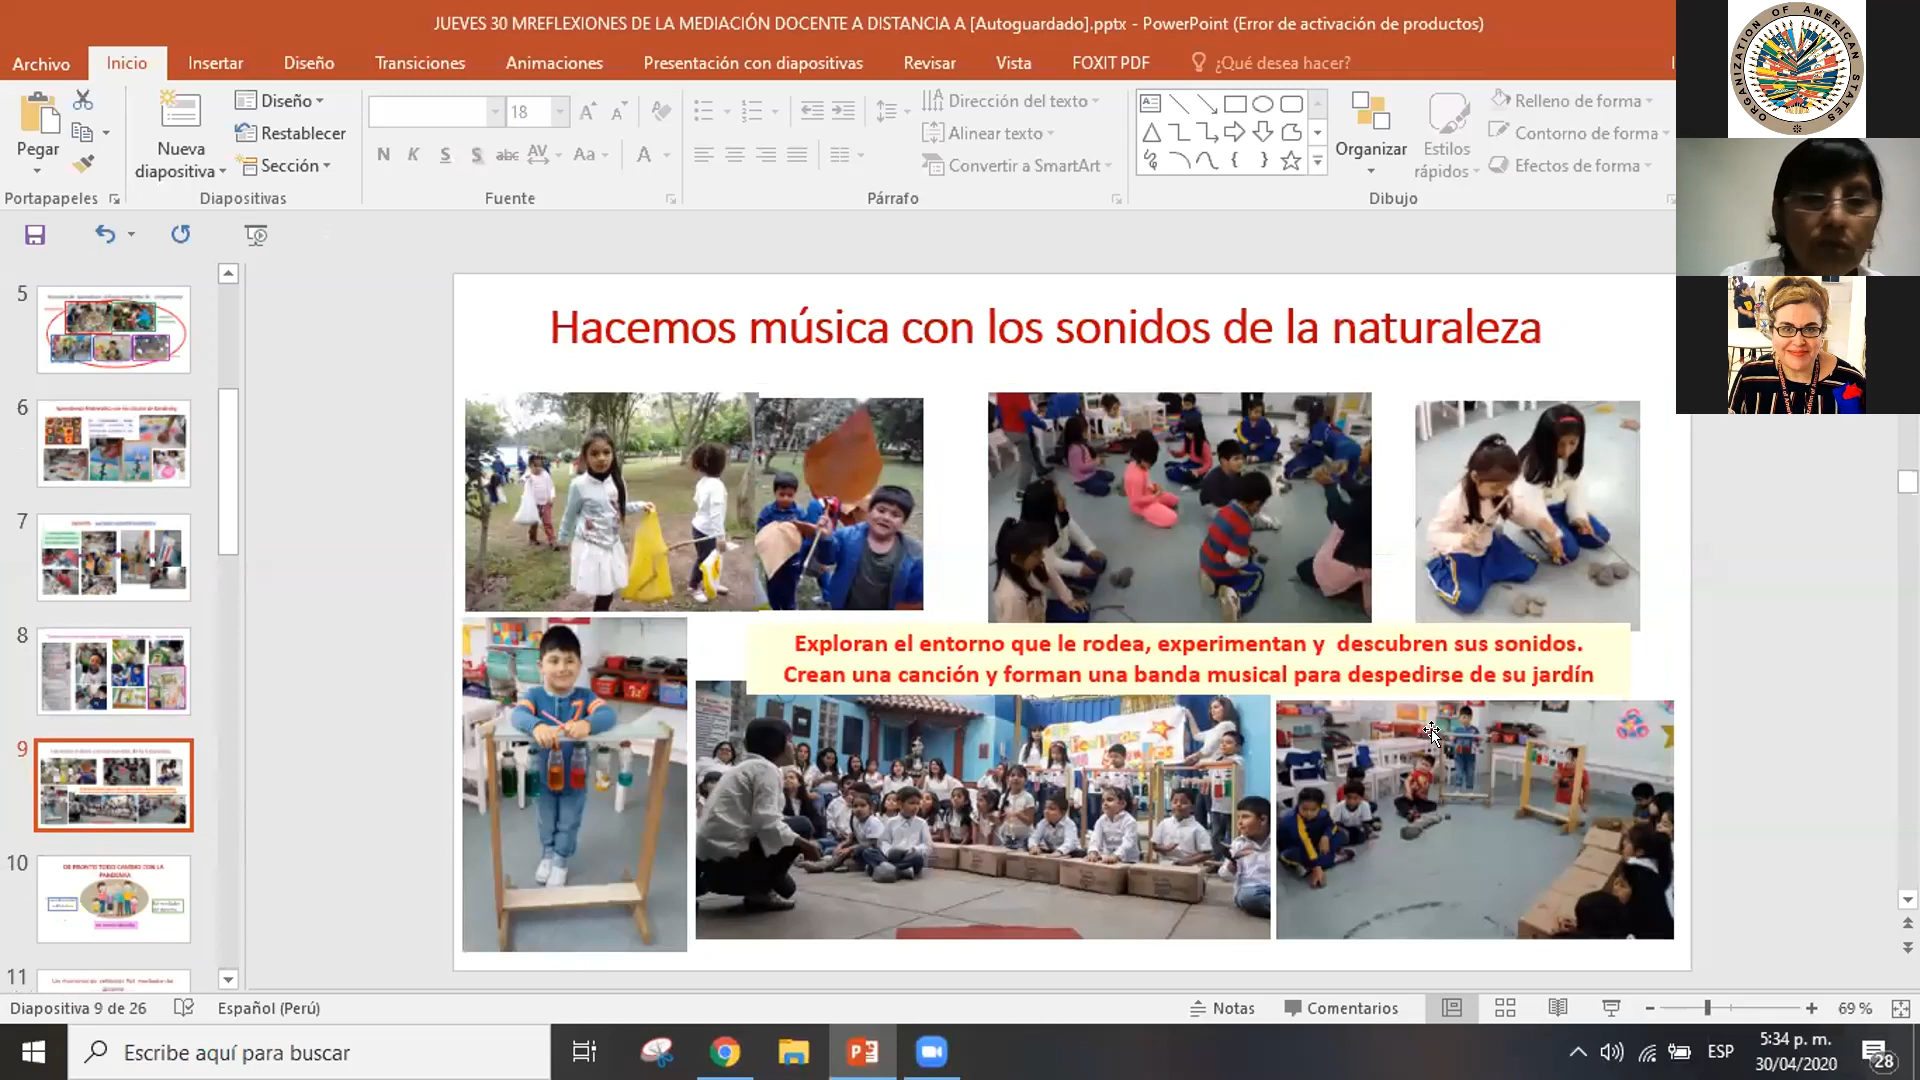 JUEVES 30 MREFLEXIONES DE LA MEDIACIÓN DOCENTE A DISTANCIA A [Autoguardado].pptx - PowerPoint (Error de activación de productos)
Archivo Inicio Insertar Diseño Transiciones Animaciones Presentación con diapositivas Revisar Vista FOXIT PDF ¿Qué desea hacer?
Pegar
Nueva diapositiva
Diseño
Restablecer
Sección
18
N K S S abc AV Aa A
Dirección del texto
Alinear texto
Convertir a SmartArt
Organizar
Estilos rápidos
Relleno de forma
Contorno de forma
Efectos de forma
Portapapeles Diapositivas Fuente Párrafo Dibujo
ORGANIZATION OF AMERICAN STATES
5
6
7
8
9
10
DE PRONTO TODO CAMBIO CON LA
PANDEMIA
11
Hacemos música con los sonidos de la naturaleza
Exploran el entorno que le rodea, experimentan y descubren sus sonidos.
Crean una canción y forman una banda musical para despedirse de su jardín
Diapositiva 9 de 26 Español (Perú) Notas Comentarios 69 %
Escribe aquí para buscar
ESP
5:34 p. m.
30/04/2020
28